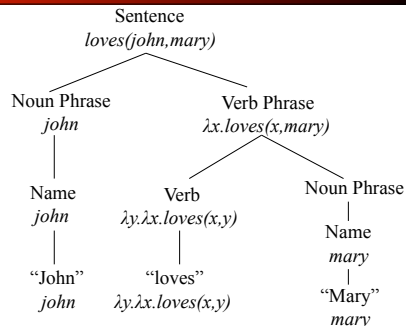 Sentence
loves(john,mary)
Noun Phrase
john
Verb Phrase
λx.loves(x,mary)
Name
john
Verb
λy.λx.loves(x,y)
Noun Phrase
Name
mary
“John”
john
“loves”
λy.λx.loves(x,y)
“Mary”
mary